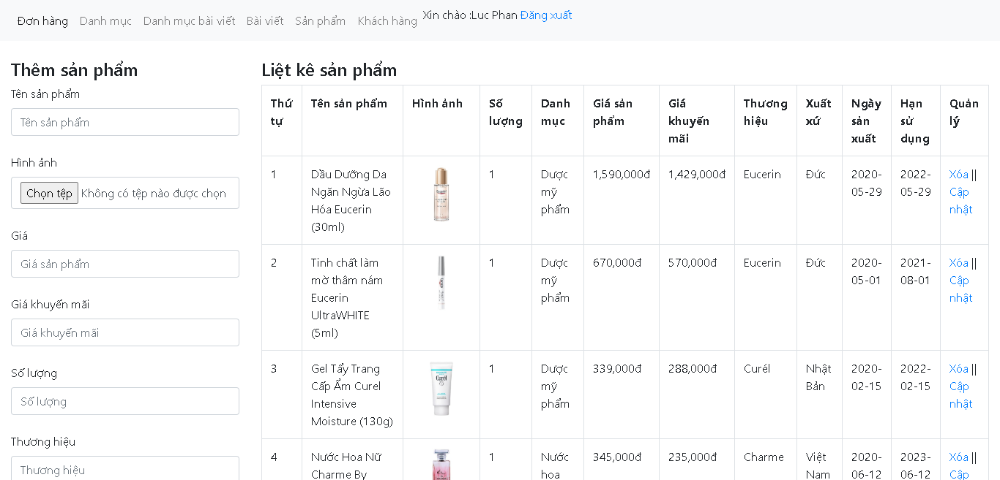 Đơn hàng Danh mục Danh mục bài viết Bài viết Sản phẩm Khách hàng Xin chào :Luc Phan Đăng xuất
Thêm sản phẩm
Tên sản phẩm
Tên sản phẩm
Hình ảnh
Chọn tệp Không có tệp nào được chọn
Giá
Giá sản phẩm
Giá khuyến mãi
Giá khuyến mãi
Số lượng
Số lượng
Thương hiệu
Thương hiệu
Liệt kê sản phẩm
Thứ Tên sản phẩm Hình ảnh Số Danh Giá sản Giá Thương Xuất Ngày Hạn Quản
tự lượng mục phẩm khuyến hiệu xứ sản sử lý
mãi xuất dụng
1 Dầu Dưỡng Da 1 Dược 1,590,000đ 1,429,000đ Eucerin Đức 2020- 2022- Xóa ||
Ngăn Ngừa Lão mỹ 05-29 05-29 Cập
Hóa Eucerin phẩm nhật
(30ml)
2 Tinh chất làm 1 Dược 670,000đ 570,000đ Eucerin Đức 2020- 2021- Xóa ||
mờ thâm nám mỹ 05-01 08-01 Cập
Eucerin phẩm nhật
UltraWHITE
(5ml)
3 Gel Tẩy Trang Curél 1 Dược 339,000đ 288,000đ Curél Nhật 2020- 2022- Xóa ||
Cấp Ẩm Curel mỹ Bản 02-15 02-15 Cập
Intensive phẩm nhật
Moisture (130g)
4 Nước Hoa Nữ 1 Nước 345,000đ 235,000đ Charme Việt 2020- 2023- Xóa ||
Charme By hoa Nam 06-12 06-12 Cập